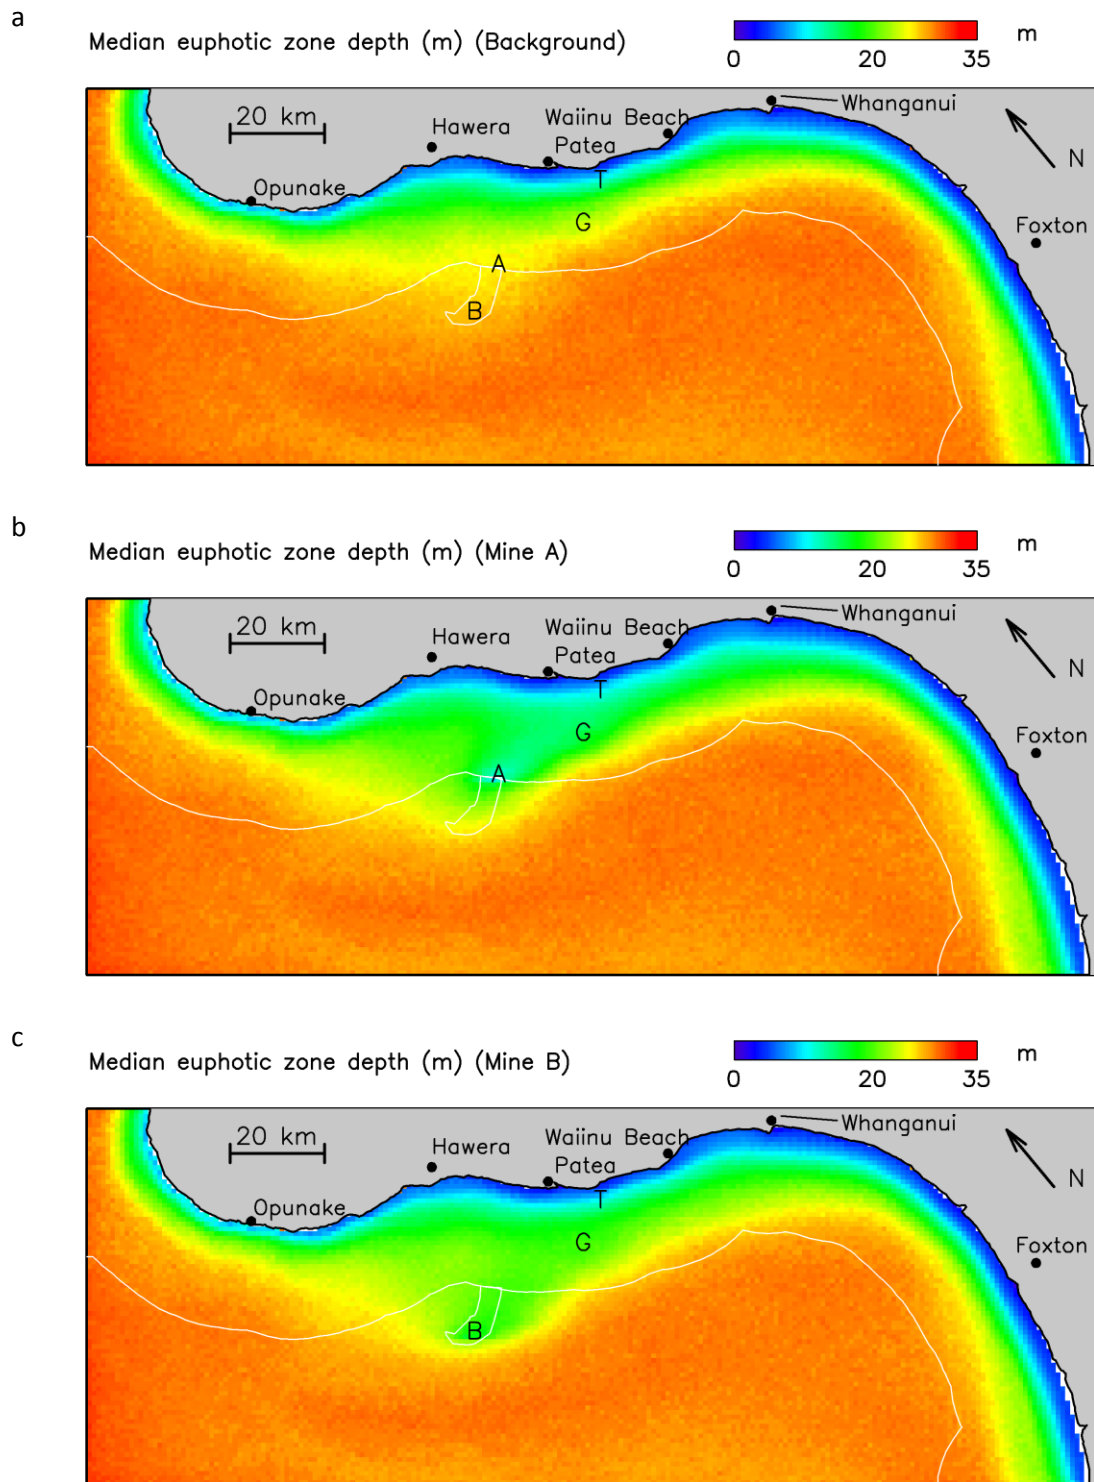 a
Median euphotic zone depth (m) (Background)
m
0 20 35
20 km
Hawera
Waiinu Beach
Patea
Whanganui
N
Opunake
T
G
Foxton
A
B
b
Median euphotic zone depth (m) (Mine A)
m
0 20 35
20 km
Hawera
Waiinu Beach
Patea
Whanganui
N
Opunake
T
G
Foxton
A
c
Median euphotic zone depth (m) (Mine B)
m
0 20 35
20 km
Hawera
Waiinu Beach
Patea
Whanganui
N
Opunake
T
G
Foxton
B